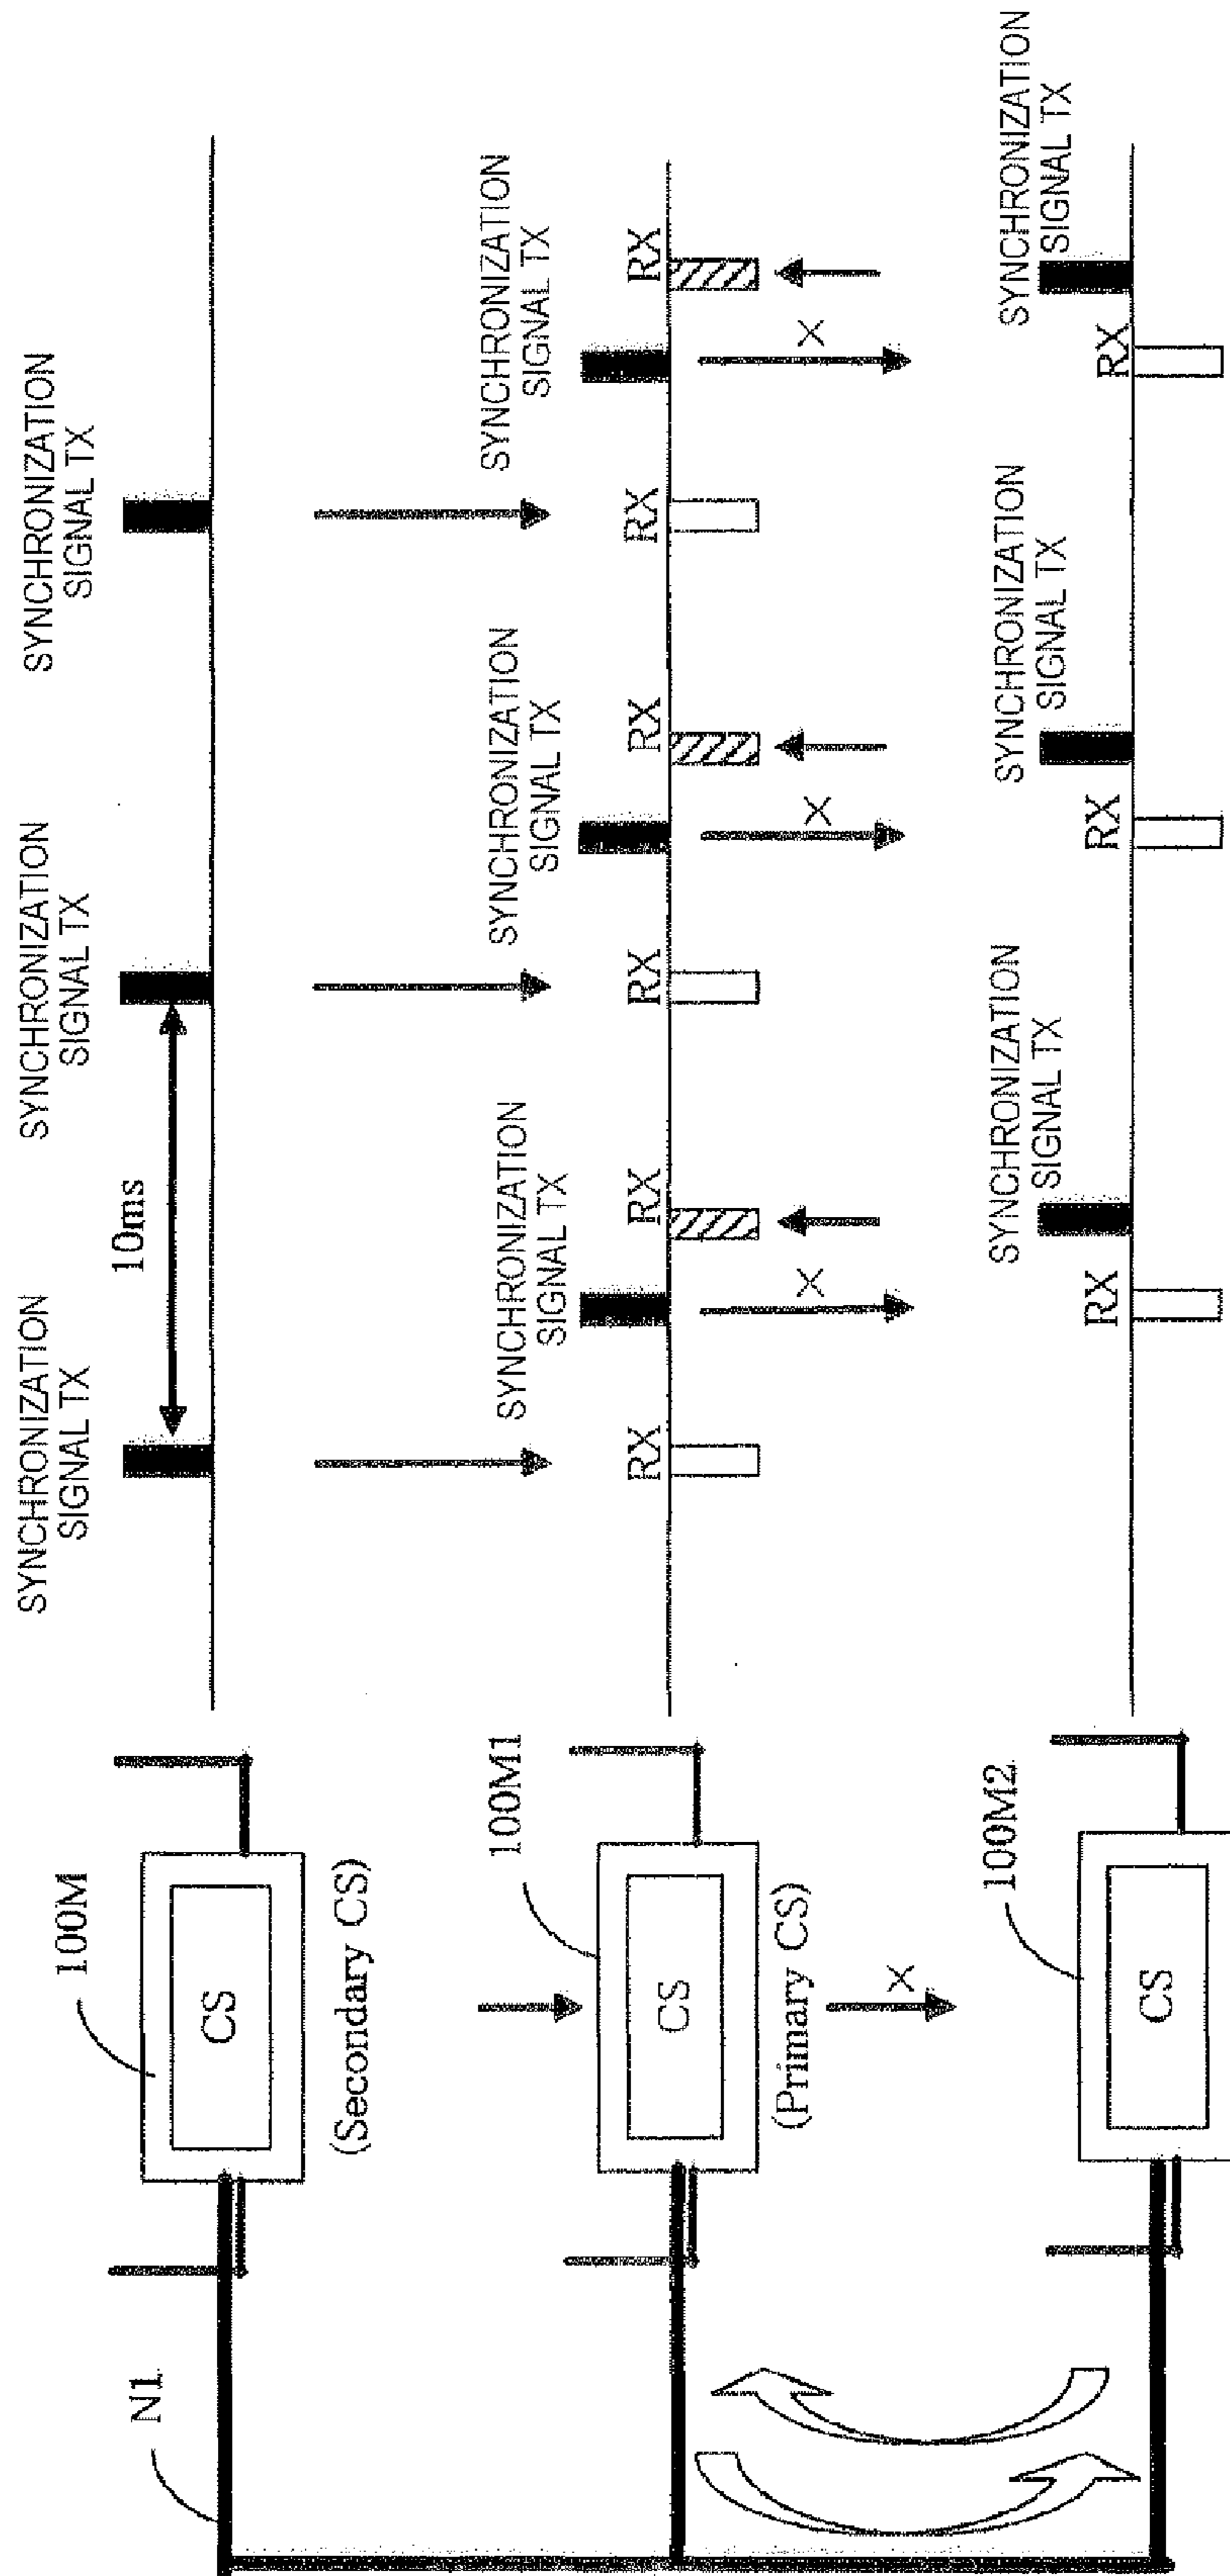 N1
100M
CS
(Secondary CS)
SYNCHRONIZATION
SIGNAL TX
10ms
SYNCHRONIZATION
SIGNAL TX
SYNCHRONIZATION
SIGNAL TX
100M1
CS
(Primary CS)
X
RX
SYNCHRONIZATION
SIGNAL TX
X
RX
RX
SYNCHRONIZATION
SIGNAL TX
X
RX
RX
SYNCHRONIZATION
SIGNAL TX
X
RX
100M2
CS
RX
SYNCHRONIZATION
SIGNAL TX
RX
SYNCHRONIZATION
SIGNAL TX
RX
SYNCHRONIZATION
SIGNAL TX